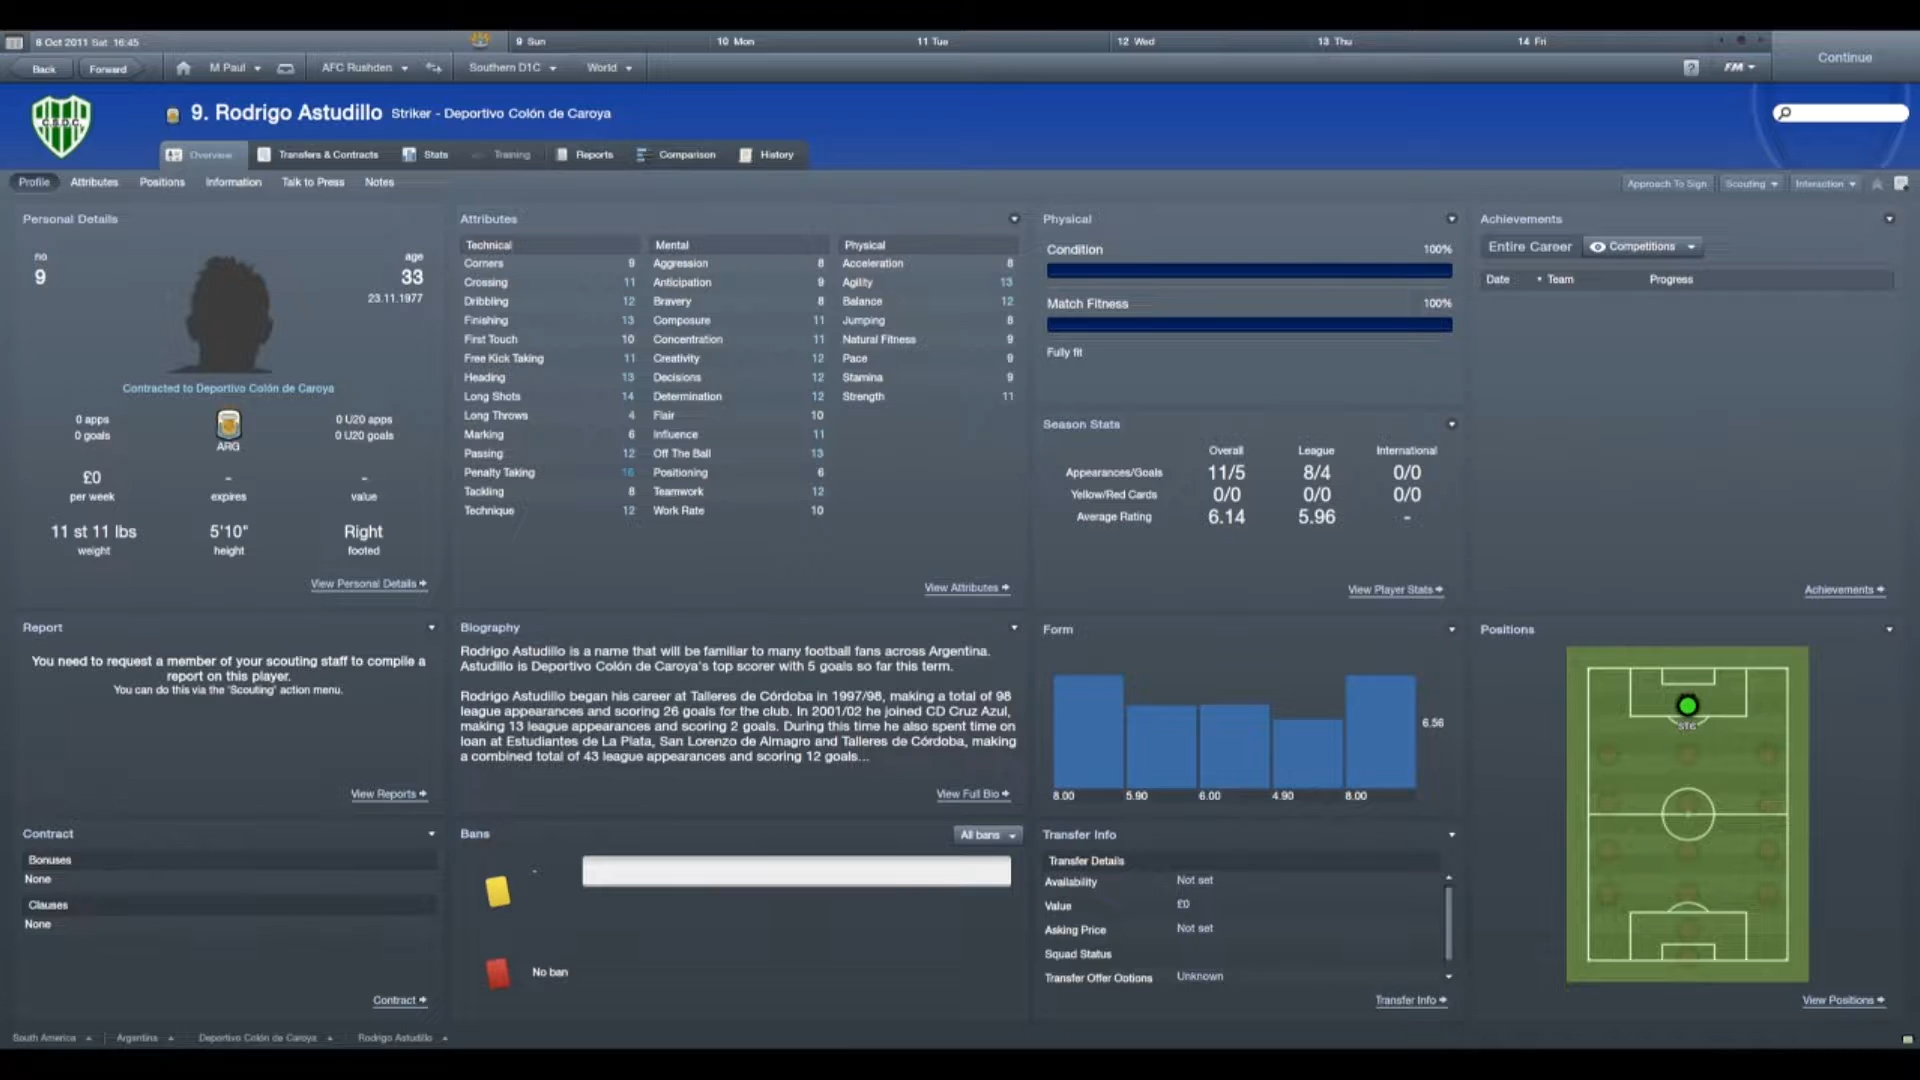 8 Oct 2011 Sat 16:45
9 Sun
10 Mon
11 Tue
12 Wed
13 Thu
14 Fri
Back
Forward
M Paul
AFC Rushden
Southern D1C
World
?
FM
Continue
9. Rodrigo Astudillo Striker - Deportivo Colón de Caroya
Overview
Transfers & Contracts
Stats
Training
Reports
Comparison
History
Profile
Attributes
Positions
Information
Talk to Press
Notes
Approach To Sign
Scouting
Interaction
Personal Details
no
9
age
33
23.11.1977
Contracted to Deportivo Colón de Caroya
0 apps
0 goals
ARG
0 U20 apps
0 U20 goals
£0
per week
-
expires
-
value
11 st 11 lbs
weight
5'10"
height
Right
footed
View Personal Details
Attributes
Technical
Corners 9
Crossing 11
Dribbling 12
Finishing 13
First Touch 10
Free Kick Taking 11
Heading 13
Long Shots 14
Long Throws 4
Marking 6
Passing 12
Penalty Taking 16
Tackling 8
Technique 12
Mental
Aggression 8
Anticipation 9
Bravery 8
Composure 11
Concentration 11
Creativity 12
Decisions 12
Determination 12
Flair 10
Influence 11
Off The Ball 13
Positioning 6
Teamwork 12
Work Rate 10
Physical
Acceleration 8
Agility 13
Balance 12
Jumping 8
Natural Fitness 9
Pace 9
Stamina 9
Strength 11
View Attributes
Physical
Condition 100%
Match Fitness 100%
Fully fit
Season Stats
Overall League International
Appearances/Goals 11/5 8/4 0/0
Yellow/Red Cards 0/0 0/0 0/0
Average Rating 6.14 5.96 -
View Player Stats
Achievements
Entire Career Competitions
Date Team Progress
Achievements
Report
You need to request a member of your scouting staff to compile a
report on this player.
You can do this via the 'Scouting' action menu.
View Reports
Biography
Rodrigo Astudillo is a name that will be familiar to many football fans across Argentina.
Astudillo is Deportivo Colón de Caroya's top scorer with 5 goals so far this term.
Rodrigo Astudillo began his career at Talleres de Córdoba in 1997/98, making a total of 98
league appearances and scoring 26 goals for the club. In 2001/02 he joined CD Cruz Azul,
making 13 league appearances and scoring 2 goals. During this time he also spent time on
loan at Estudiantes de La Plata, San Lorenzo de Almagro and Talleres de Córdoba, making
a combined total of 43 league appearances and scoring 12 goals...
View Full Bio
Form
6.56
8.00 5.90 6.00 4.90 8.00
Positions
STC
View Positions
Contract
Bonuses
None
Clauses
None
Contract
Bans
All bans
-
No ban
Transfer Info
Transfer Details
Availability Not set
Value £0
Asking Price Not set
Squad Status
Transfer Offer Options Unknown
Transfer Info
South America
Argentina
Deportivo Colón de Caroya
Rodrigo Astudillo